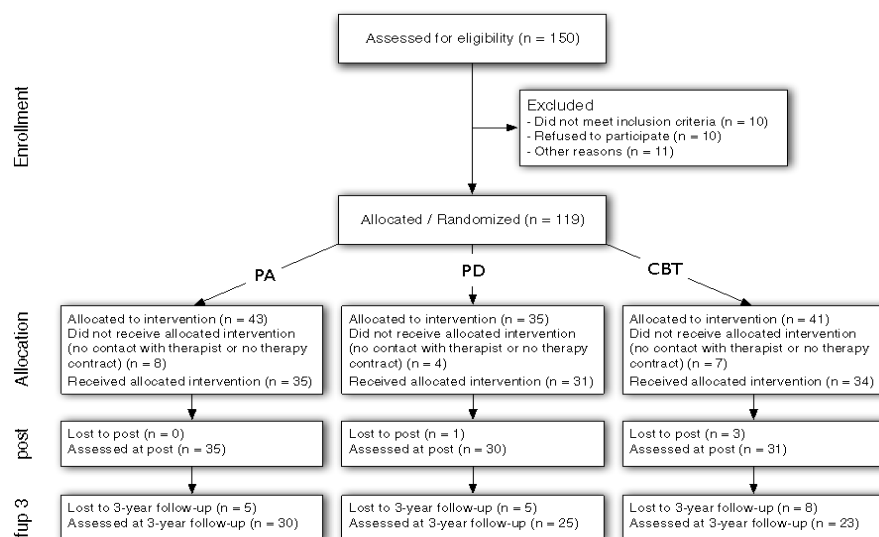 Assessed for eligibility (n = 150)
Enrollment
Excluded
- Did not meet inclusion criteria (n = 10)
- Refused to participate (n = 10)
- Other reasons (n = 11)
Allocated / Randomized (n = 119)
PA
PD
CBT
Allocation
Allocated to intervention (n = 43)
Did not receive allocated intervention
(no contact with therapist or no therapy
contract) (n = 8)
Received allocated intervention (n = 35)
Allocated to intervention (n = 35)
Did not receive allocated intervention
(no contact with therapist or no therapy
contract) (n = 4)
Received allocated intervention (n = 31)
Allocated to intervention (n = 41)
Did not receive allocated intervention
(no contact with therapist or no therapy
contract) (n = 7)
Received allocated intervention (n = 34)
post
Lost to post (n = 0)
Assessed at post (n = 35)
Lost to post (n = 1)
Assessed at post (n = 30)
Lost to post (n = 3)
Assessed at post (n = 31)
fup 3
Lost to 3-year follow-up (n = 5)
Assessed at 3-year follow-up (n = 30)
Lost to 3-year follow-up (n = 5)
Assessed at 3-year follow-up (n = 25)
Lost to 3-year follow-up (n = 8)
Assessed at 3-year follow-up (n = 23)